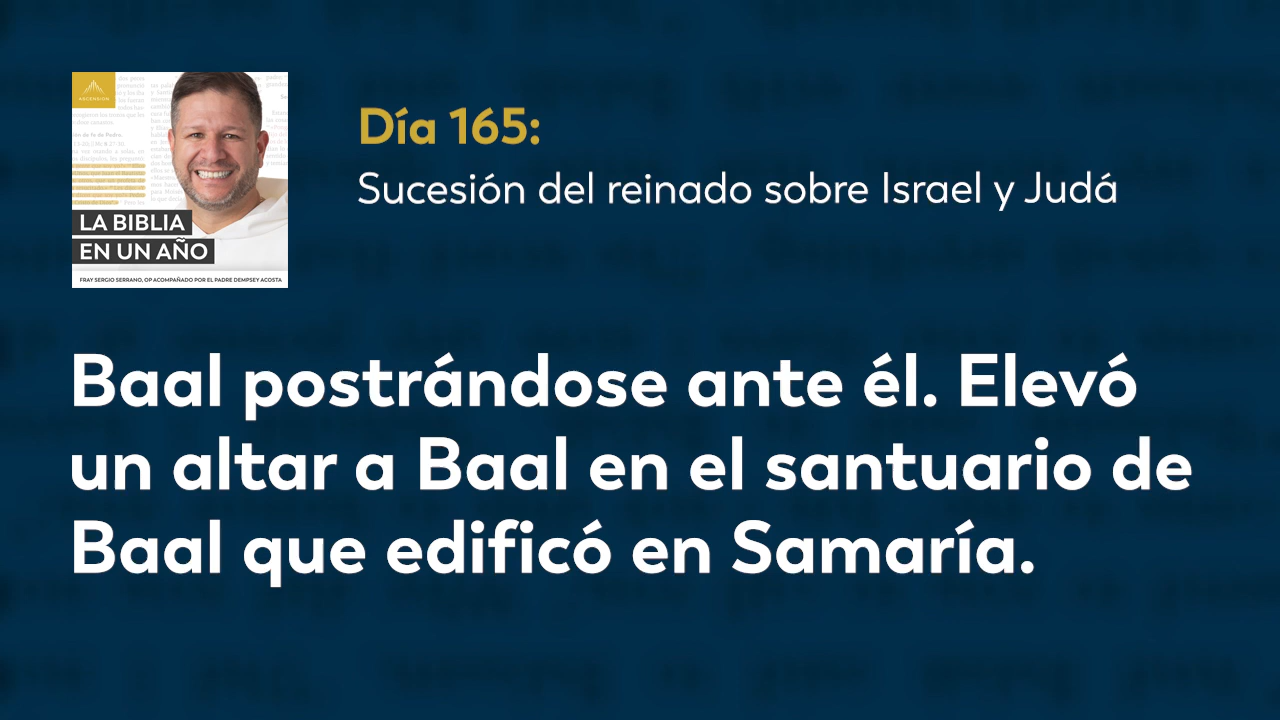 ASCENSION
LA BIBLIA
EN UN AÑO
FRAY SERGIO SERRANO, OP ACOMPAÑADO POR EL PADRE DEMPSEY ACOSTA
Día 165:
Sucesión del reinado sobre Israel y Judá
Baal postrándose ante él. Elevó
un altar a Baal en el santuario de
Baal que edificó en Samaría.